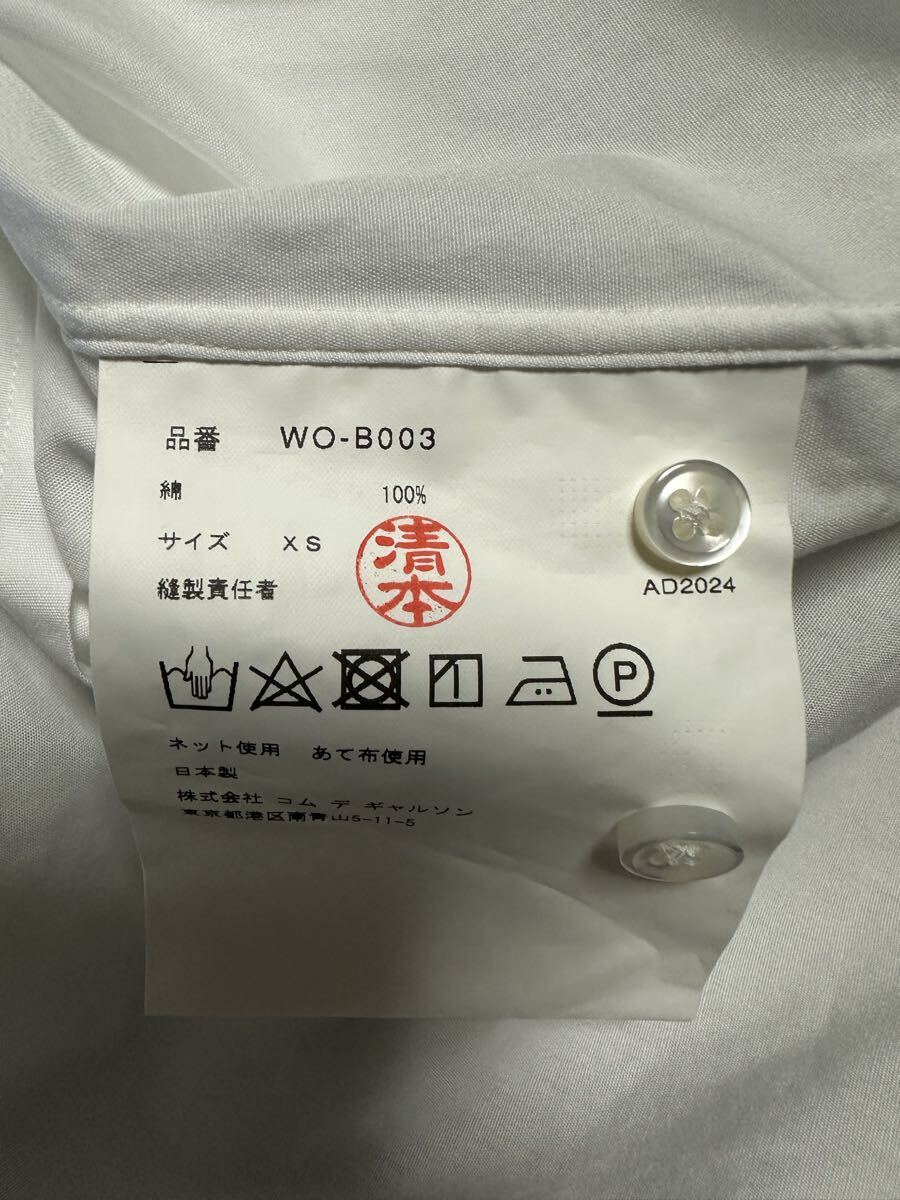 品番 WO-B003
綿 100%
サイズ XS
清本
縫製責任者
AD2024
P
ネット使用 あて布使用
日本製
株式会社 コム デ ギャルソン
東京都港区南青山5-11-5